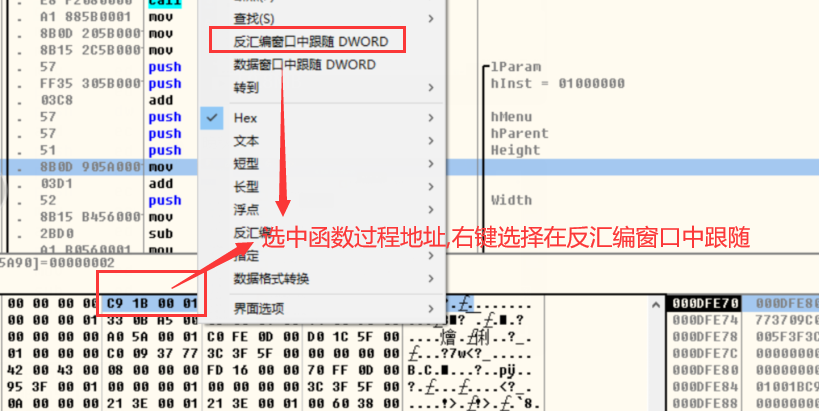 . E8 F2080000 call
. A1 885B0001 mov
. 8B0D 205B000 mov
. 8B15 2C5B000 mov
. 57 push
. FF35 305B000 push
. 03C8 add
. 57 push
. 57 push
. 51 push
. 8B0D 905A000 mov
. 03D1 add
. 52 push
. 8B15 B456000 mov
. 2BD0 sub
. A1 B0560001 mov
查找(S)
反汇编窗口中跟随 DWORD
数据窗口中跟随 DWORD
转到
Hex
文本
短型
长型
浮点
反汇编
指定
数据格式转换
界面选项
lParam
hInst = 01000000
hMenu
hParent
Height
Width
选中函数过程地址,右键选择在反汇编窗口中跟随
5A90]=00000002
00 00 00 00 C9 1B 00 01
00 00 00 01 33 0B A5 00
00 00 00 00 A0 5A 00 01 C0 FE 0D 00 D0 1C 5F 00
01 00 00 00 C0 09 37 77 3C 3F 5F 00 00 00 00 00
42 00 43 00 08 00 00 00 FD 16 00 00 70 FF 0D 00
95 3F 00 01 00 00 00 01 00 00 00 00 3C 3F 5F 00
0A 00 00 00 21 3E 00 01 21 3E 00 01 00 60 38 00
000DFE70 000DFE80
000DFE74 773709C0
000DFE78 005F3F3C
000DFE7C 00000000
000DFE80 00000000
000DFE84 01001BC9
000DFE88 00000000